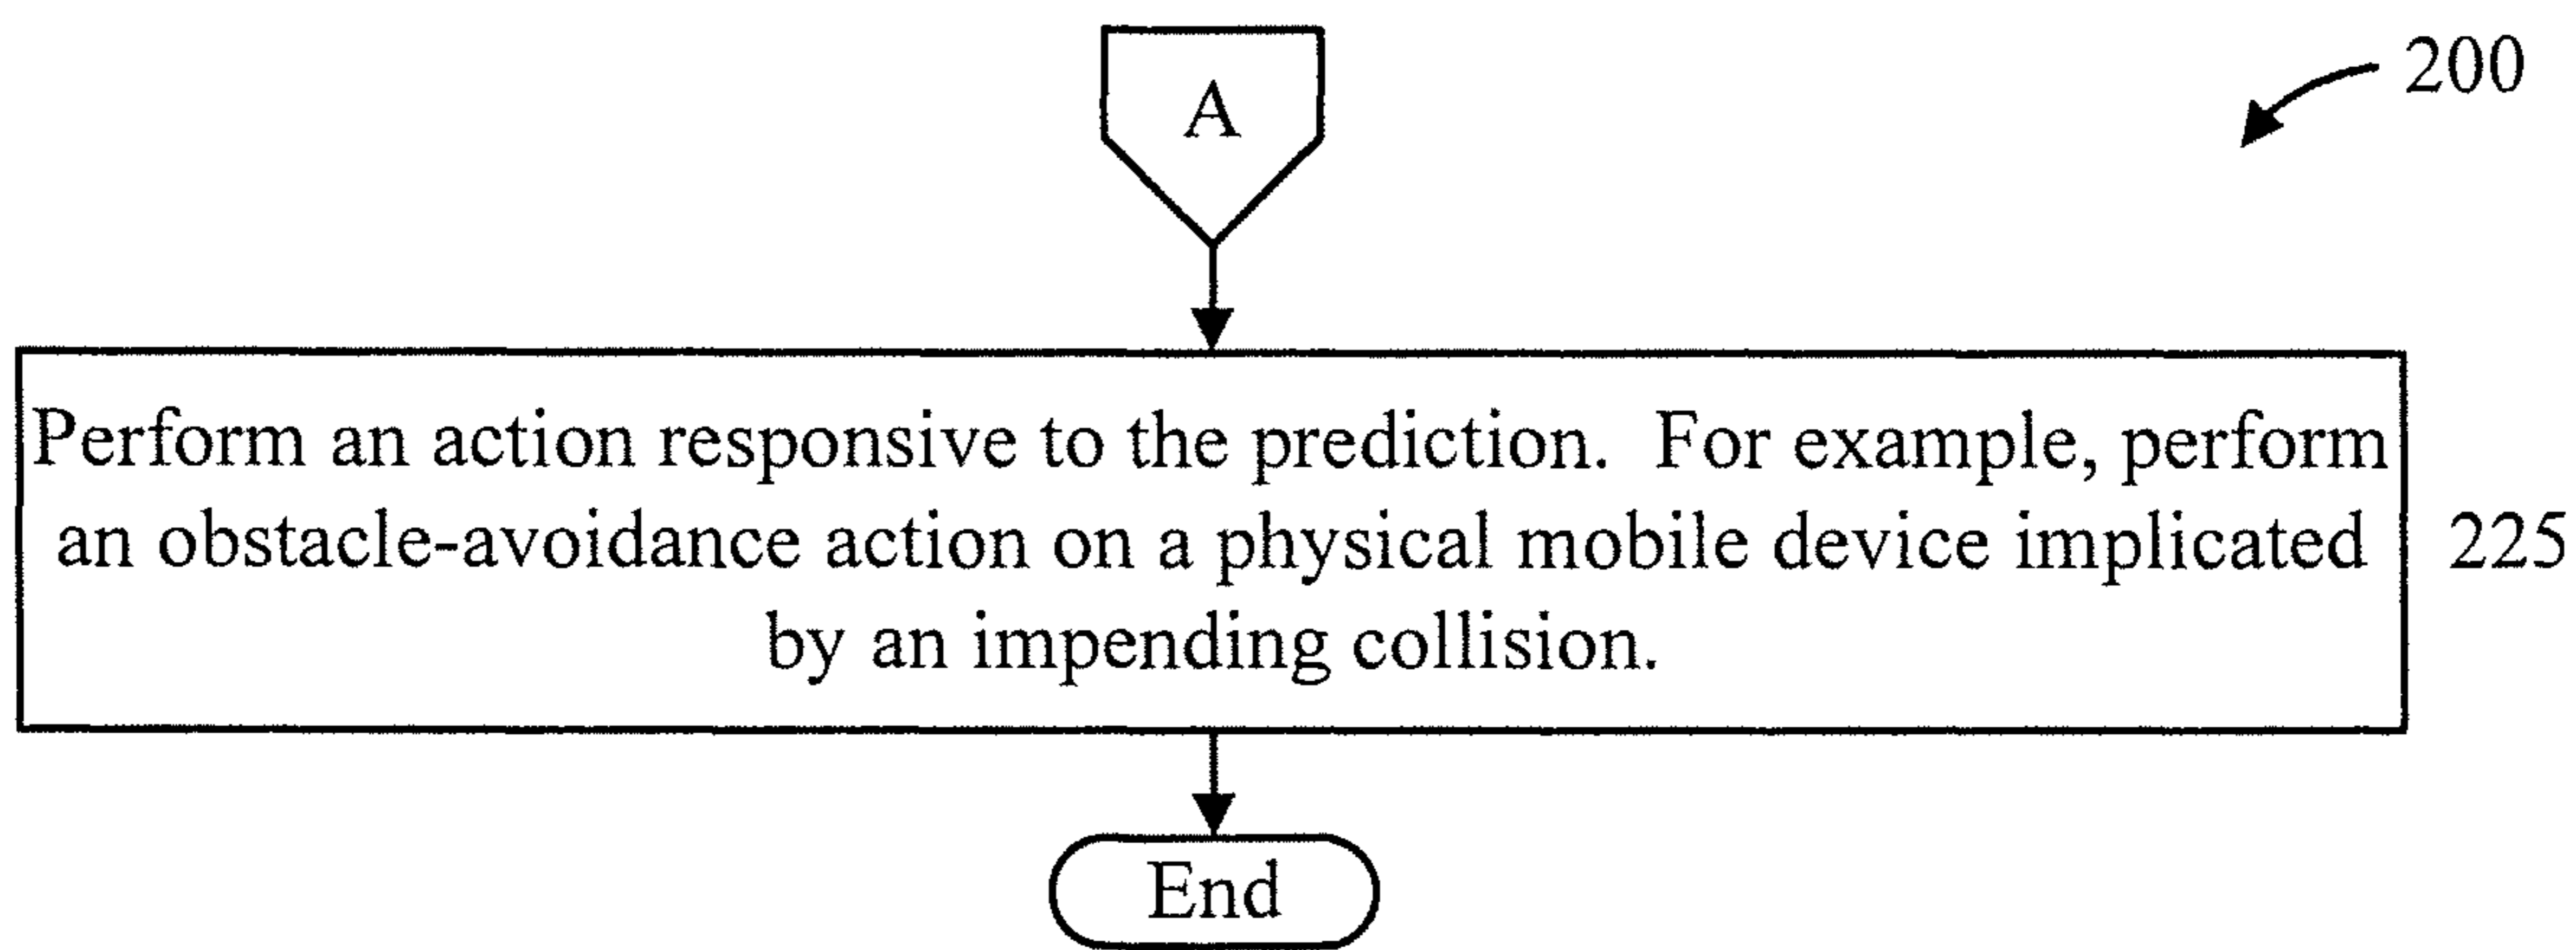 A
200
Perform an action responsive to the prediction.  For example, perform
an obstacle-avoidance action on a physical mobile device implicated
by an impending collision.
225
End